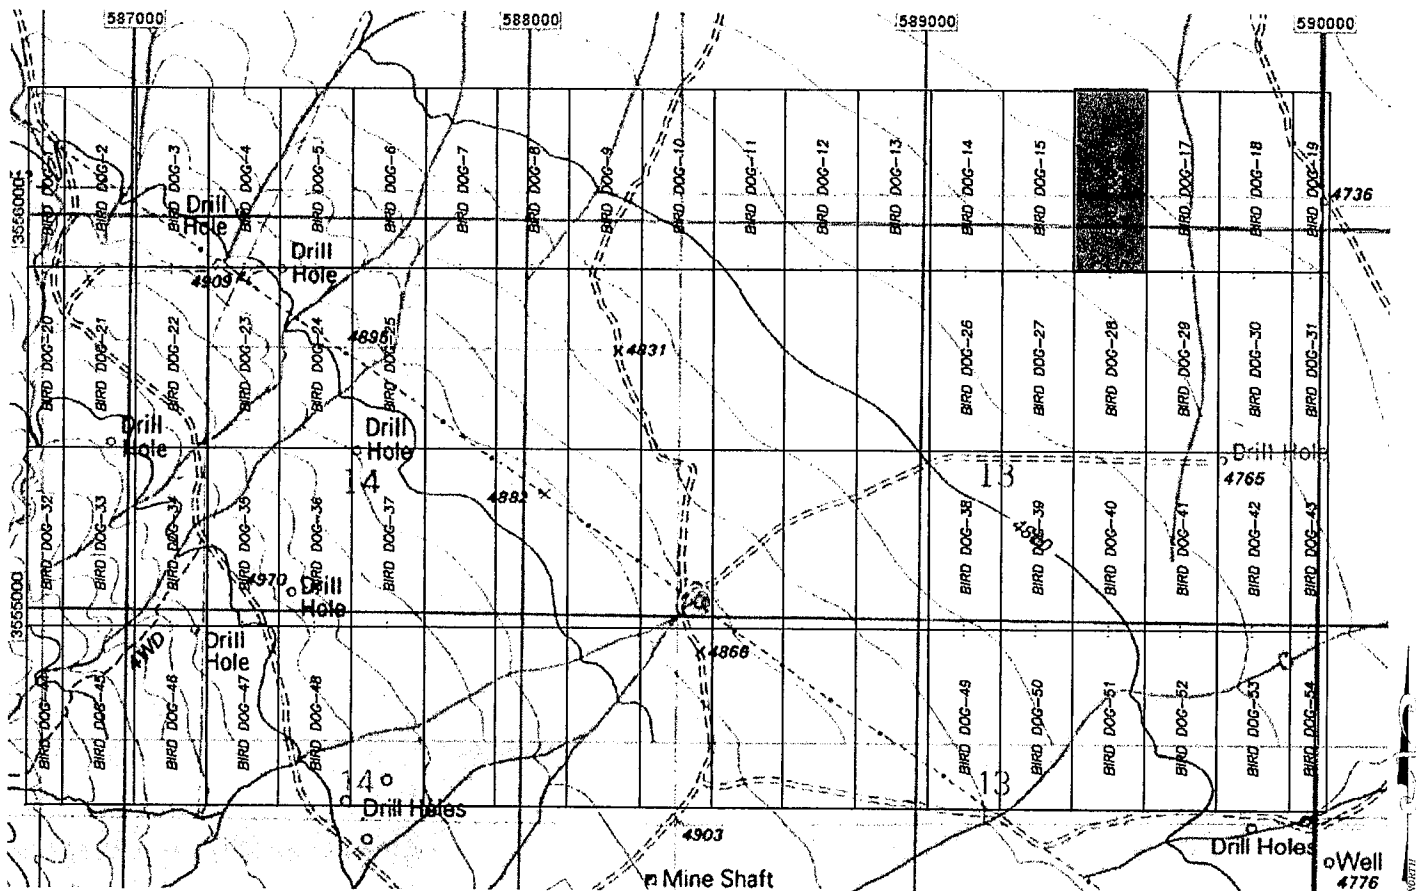 587000
588000
589000
590000
BIRD DOG-1
BIRD DOG-2
BIRD DOG-3
BIRD DOG-4
BIRD DOG-5
BIRD DOG-6
BIRD DOG-7
BIRD DOG-8
BIRD DOG-9
BIRD DOG-10
BIRD DOG-11
BIRD DOG-12
BIRD DOG-13
BIRD DOG-14
BIRD DOG-15
BIRD DOG-17
BIRD DOG-18
BIRD DOG-19
4736
3556000
Drill
Hole
Drill
Hole
4909
BIRD DOG-20
BIRD DOG-21
BIRD DOG-22
BIRD DOG-23
BIRD DOG-24
BIRD DOG-25
4895
4831
BIRD DOG-26
BIRD DOG-27
BIRD DOG-28
BIRD DOG-29
BIRD DOG-30
BIRD DOG-31
Drill
Hole
Drill
Hole
14
4882
13
Drill Hole
4765
BIRD DOG-32
BIRD DOG-33
BIRD DOG-34
BIRD DOG-35
BIRD DOG-36
BIRD DOG-37
BIRD DOG-38
BIRD DOG-39
BIRD DOG-40
BIRD DOG-41
BIRD DOG-42
BIRD DOG-43
4970
Drill
Hole
3555000
4WD
Drill
Hole
4866
BIRD DOG-45
BIRD DOG-46
BIRD DOG-47
BIRD DOG-48
BIRD DOG-49
BIRD DOG-50
BIRD DOG-51
BIRD DOG-52
BIRD DOG-53
BIRD DOG-54
14
13
Drill Holes
4903
Drill Holes
Well
4776
Mine Shaft
NORTH